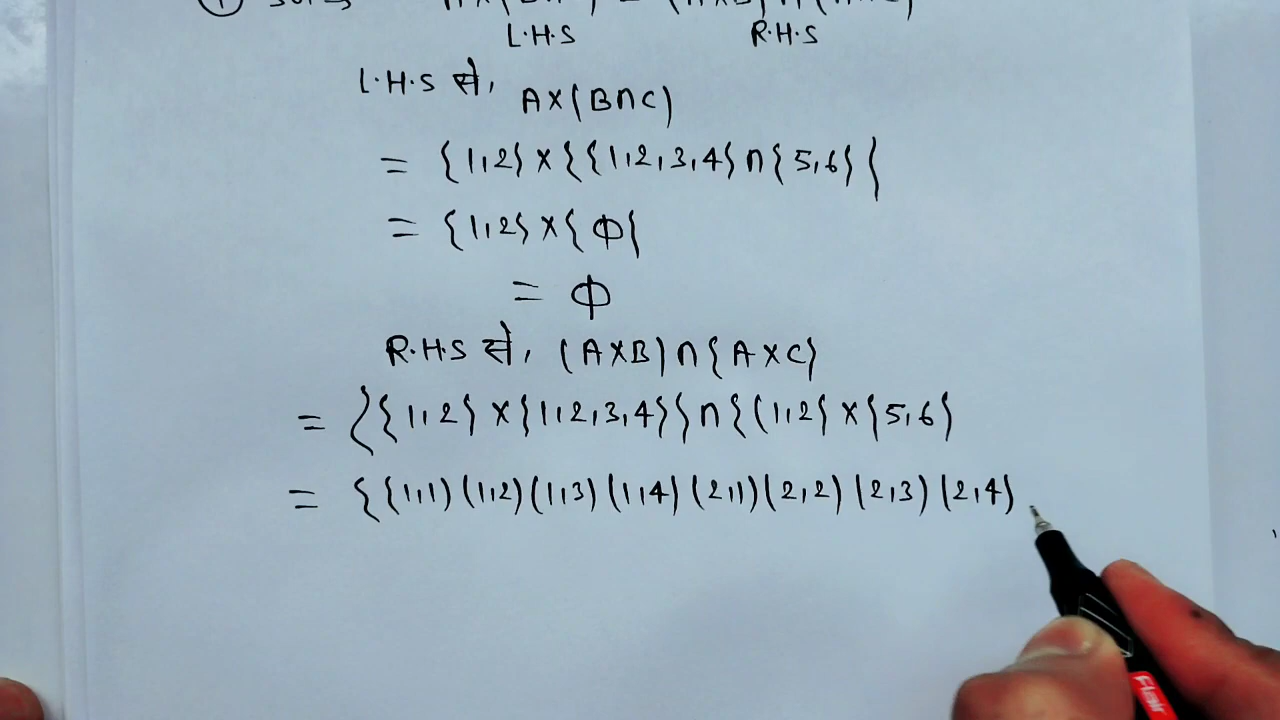 L.H.S R.H.S
L.H.S से, A×(B∩C)
= {1,2} × {{1,2,3,4} ∩ {5,6}}
= {1,2} × {Φ}
= Φ
R.H.S से, (A×B) ∩ {A×C}
= {{1,2} × {1,2,3,4}} ∩ {(1,2} × {5,6}
= {(1,1) (1,2) (1,3) (1,4) (2,1) (2,2) (2,3) (2,4)
Flair